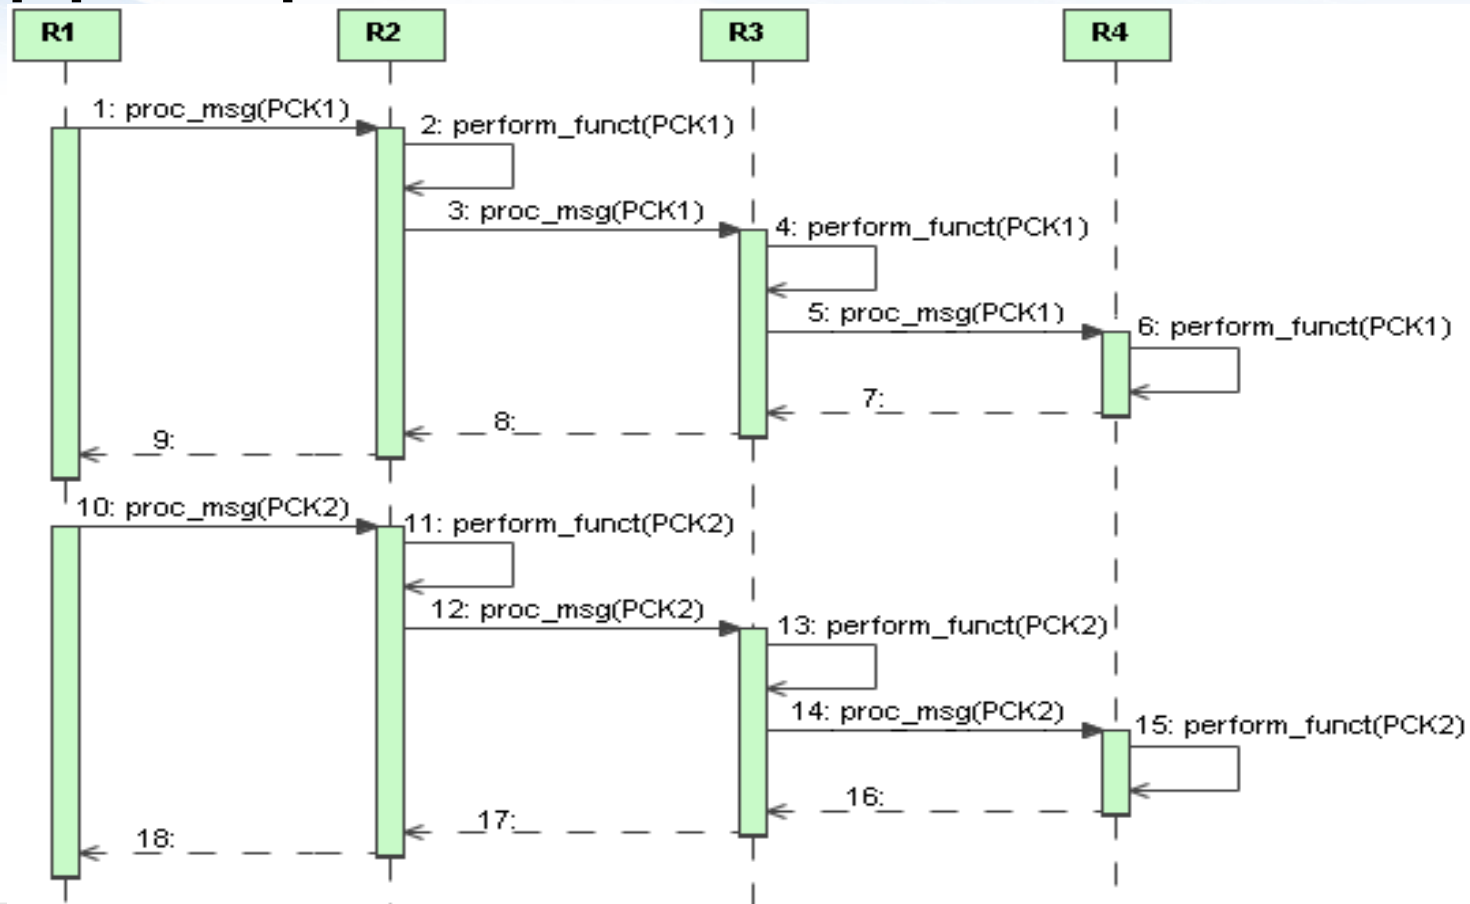 R1 R2 R3 R4
1: proc_msg(PCK1)
2: perform_funct(PCK1)
3: proc_msg(PCK1)
4: perform_funct(PCK1)
5: proc_msg(PCK1)
6: perform_funct(PCK1)
7:
8:
9:
10: proc_msg(PCK2)
11: perform_funct(PCK2)
12: proc_msg(PCK2)
13: perform_funct(PCK2)
14: proc_msg(PCK2)
15: perform_funct(PCK2)
16:
17:
18: